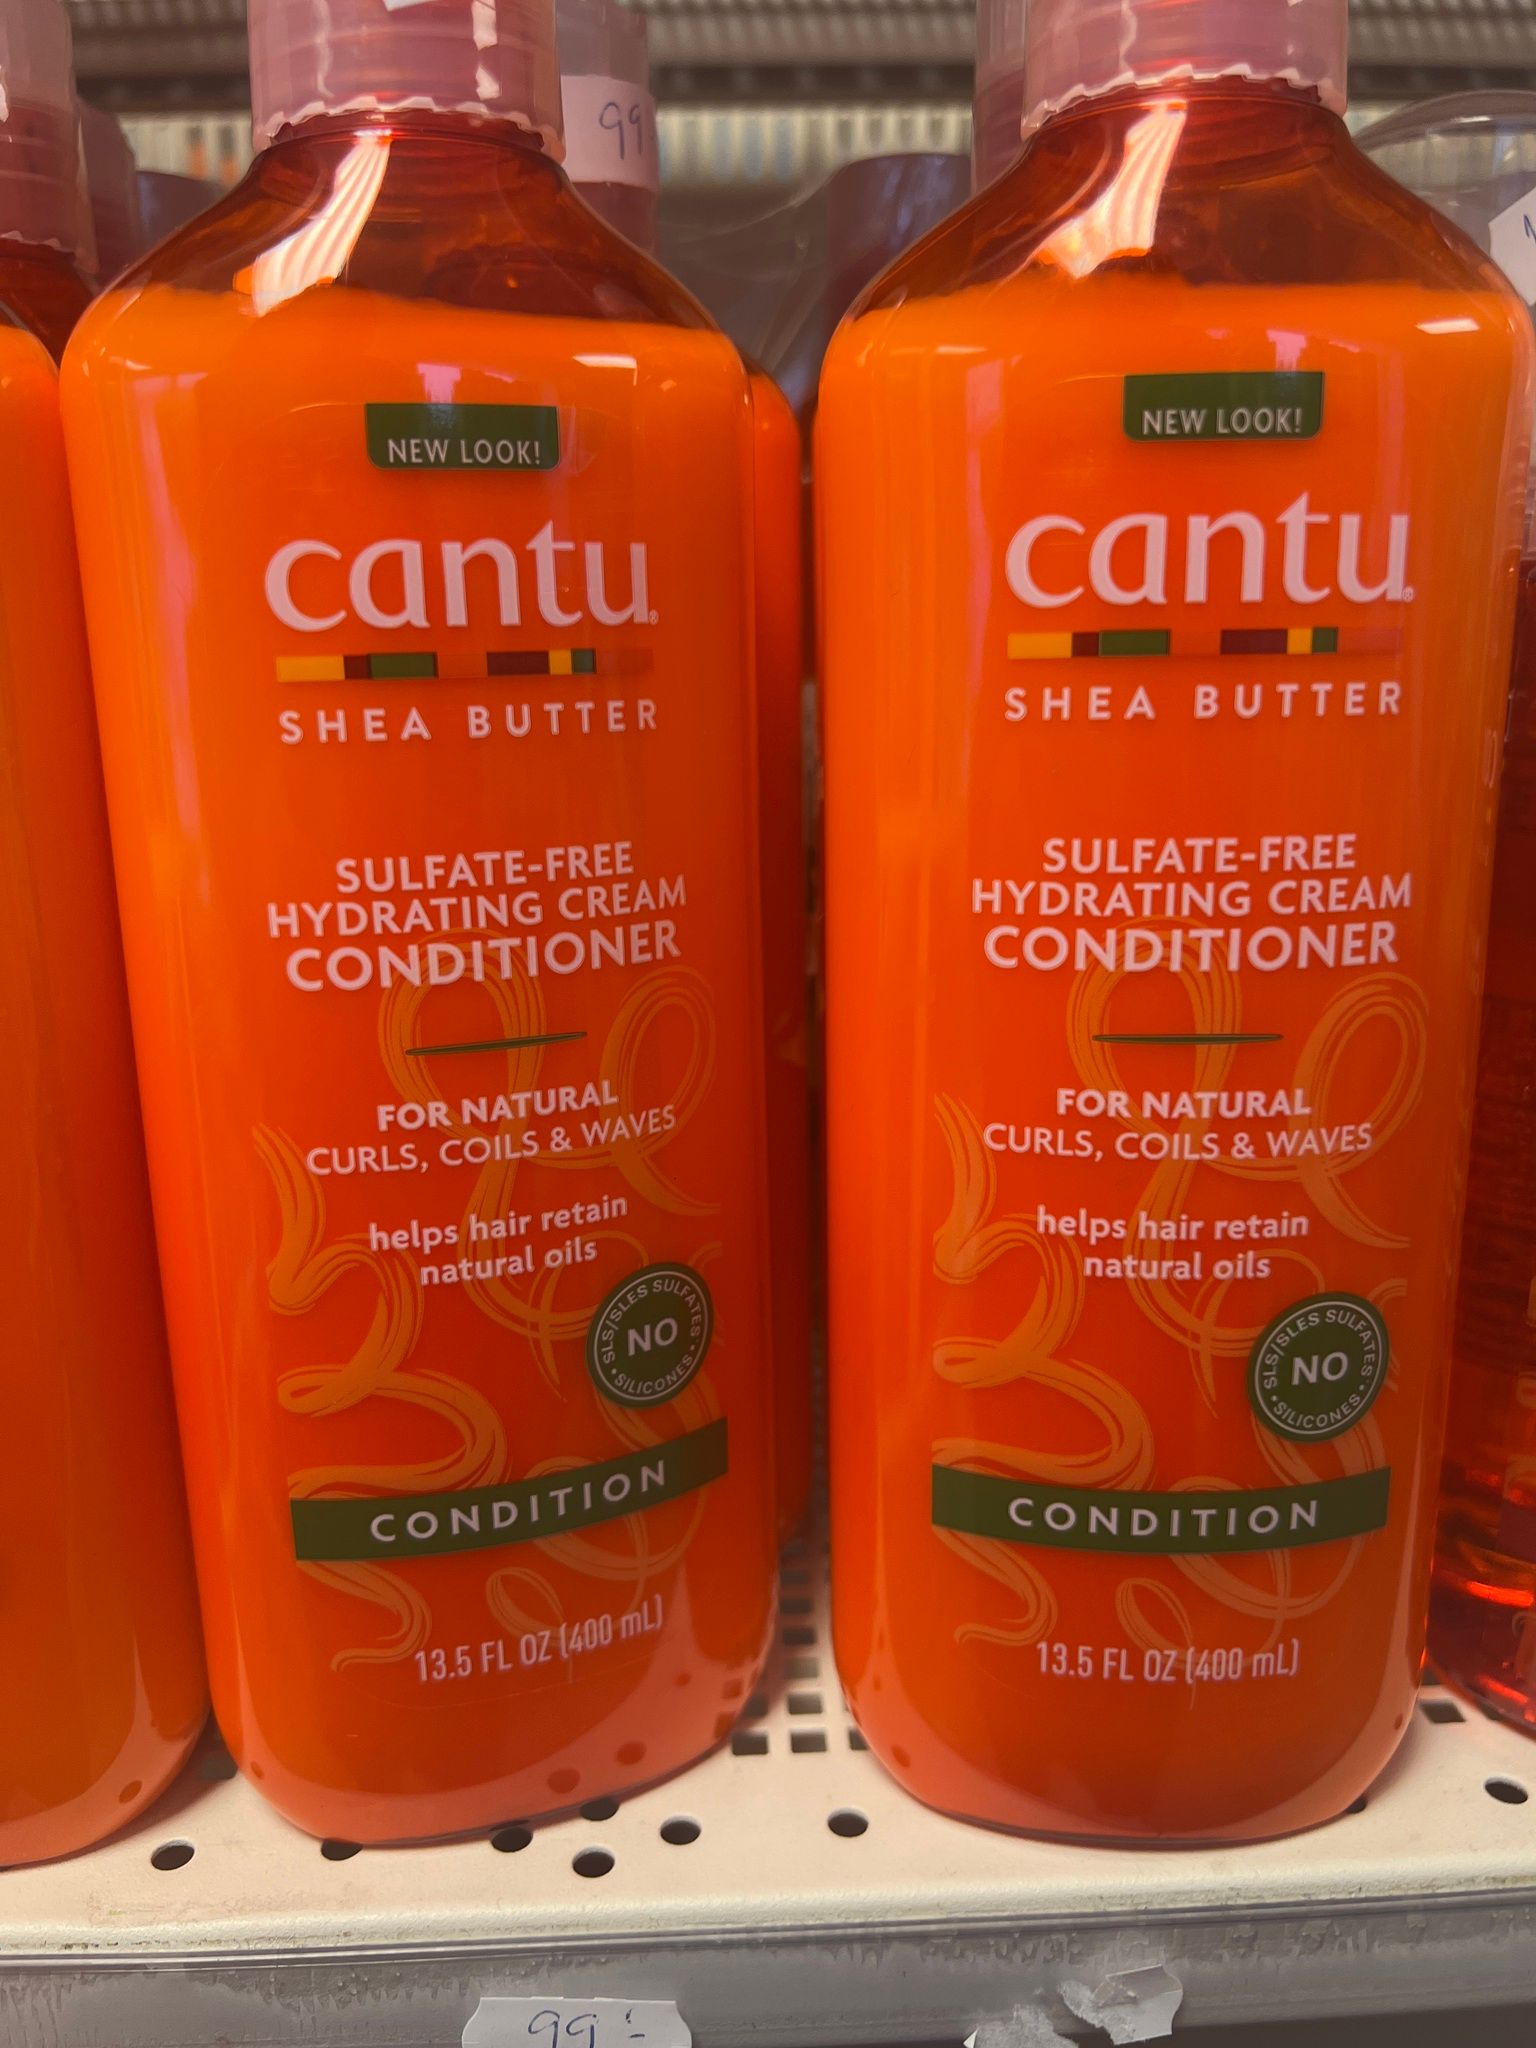 99:-
NEW LOOK!
cantu®
SHEA BUTTER
SULFATE-FREE
HYDRATING CREAM
CONDITIONER
FOR NATURAL
CURLS, COILS & WAVES
helps hair retain
natural oils
SLS/SLES SULFATES
NO
SILICONES
CONDITION
13.5 FL OZ (400 mL)
NEW LOOK!
cantu®
SHEA BUTTER
SULFATE-FREE
HYDRATING CREAM
CONDITIONER
FOR NATURAL
CURLS, COILS & WAVES
helps hair retain
natural oils
SLS/SLES SULFATES
NO
SILICONES
CONDITION
13.5 FL OZ (400 mL)
99:-